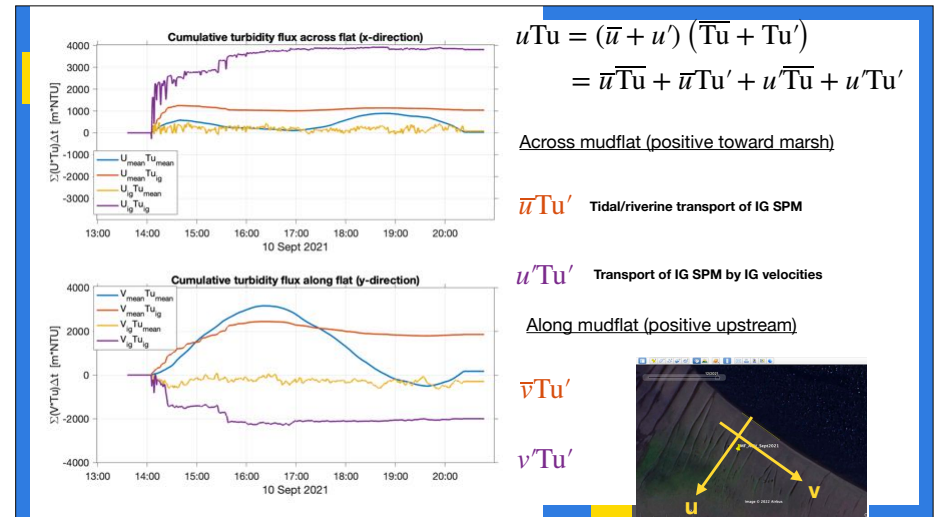 Cumulative turbidity flux across flat (x-direction)
Σ(U*Tu).Δt [m*NTU]
4000
3000
2000
1000
0
-1000
-2000
-3000
U_mean Tu_mean
U_mean Tu_ig
U_ig Tu_mean
U_ig Tu_ig
13:00 14:00 15:00 16:00 17:00 18:00 19:00 20:00
10 Sept 2021
Cumulative turbidity flux along flat (y-direction)
Σ(V*Tu)Δt [m*NTU]
4000
2000
0
-2000
-4000
V_mean Tu_mean
V_mean Tu_ig
V_ig Tu_mean
V_ig Tu_ig
13:00 14:00 15:00 16:00 17:00 18:00 19:00 20:00
10 Sept 2021
uTu = (u̅ + u′) (T̅u̅ + Tu′)
= u̅T̅u̅ + u̅Tu′ + u′T̅u̅ + u′Tu′
Across mudflat (positive toward marsh)
u̅Tu′ Tidal/riverine transport of IG SPM
u′Tu′ Transport of IG SPM by IG velocities
Along mudflat (positive upstream)
v̅Tu′
v′Tu′
u
v
Image © 2022 Airbus